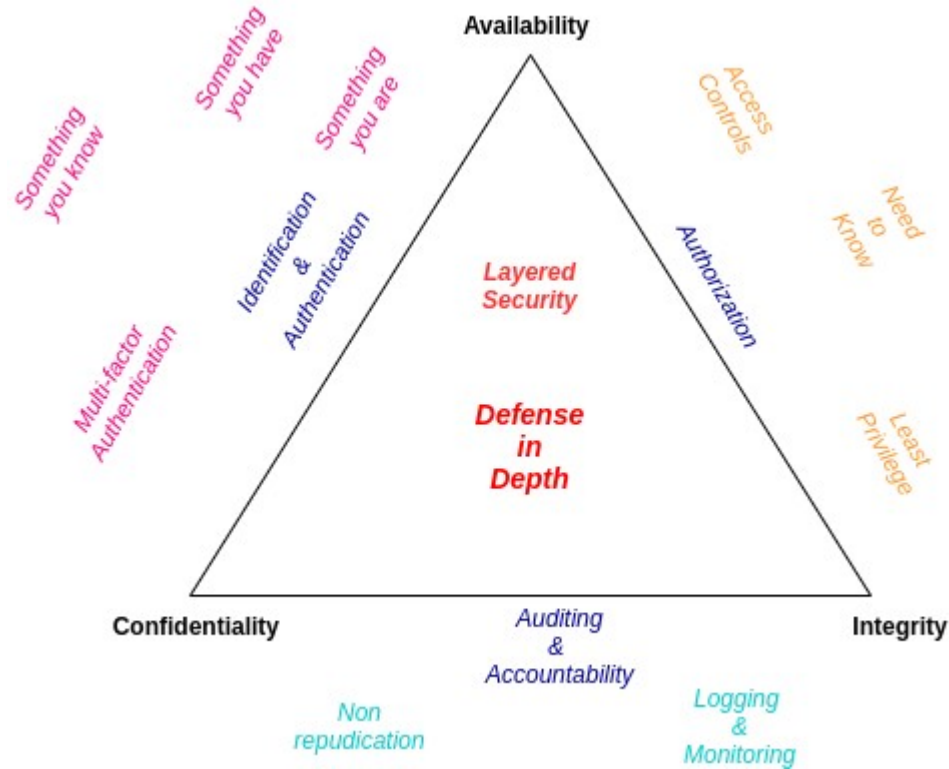 Availability
Something
you have
Something
you are
Something
you know
Access
Controls
Need
to
Know
Identification
&
Authentication
Authorization
Layered
Security
Multi-factor
Authentication
Defense
in
Depth
Least
Privilege
Confidentiality
Integrity
Auditing
&
Accountability
Non
repudication
Logging
&
Monitoring